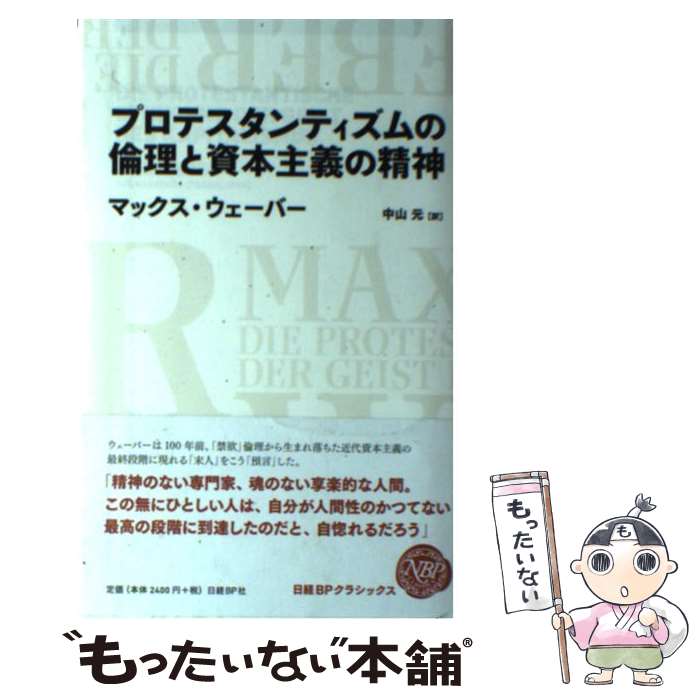 プロテスタンティズムの
倫理と資本主義の精神
マックス・ウェーバー
中山 元 [訳]
R
MAX
DIE PROTES
DER GEIST
ウェーバーは100年前、「禁欲」倫理から生まれ落ちた近代資本主義の
最終段階に現れる「末人」をこう「預言」した。
「精神のない専門家、魂のない享楽的な人間。
この無にひとしい人は、自分が人間性のかつてない
最高の段階に到達したのだと、自惚れるだろう」
NBP
定価(本体 2400 円+税) 日経BP社
日経BPクラシックス
も
もったいない
“もったいない”本舗